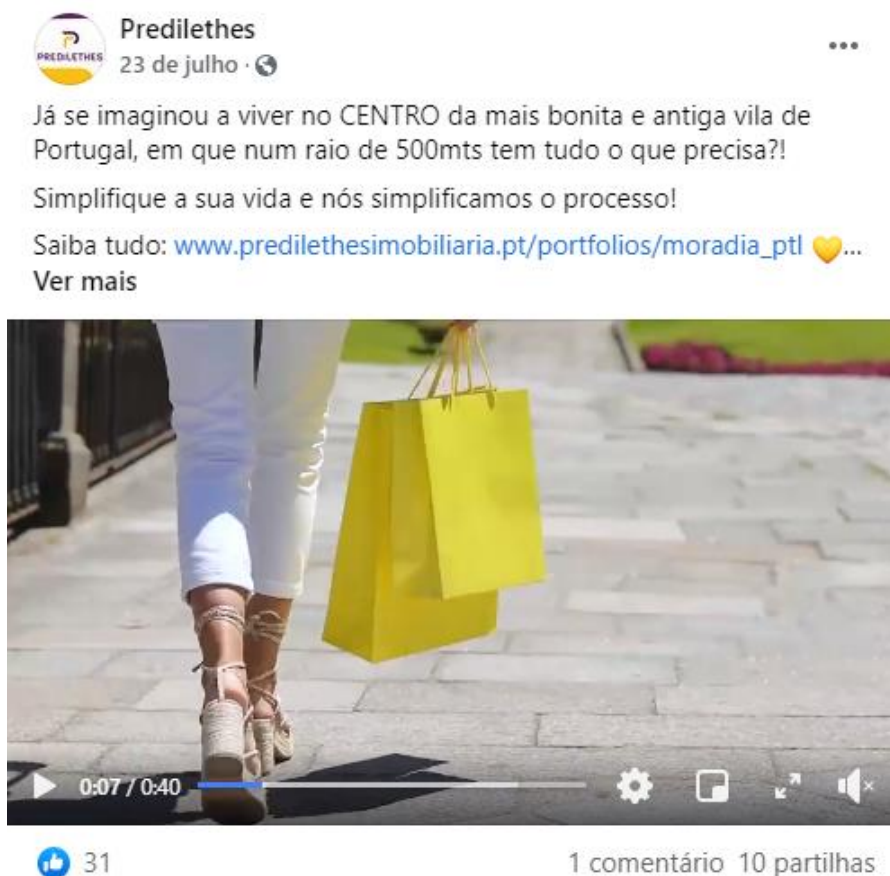 Predilethes
PREDILETHES
23 de julho ·
Já se imaginou a viver no CENTRO da mais bonita e antiga vila de
Portugal, em que num raio de 500mts tem tudo o que precisa?!
Simplifique a sua vida e nós simplificamos o processo!
Saiba tudo: www.predilethesimobiliaria.pt/portfolios/moradia_ptl 💛...
Ver mais
0:07 / 0:40
31
1 comentário 10 partilhas